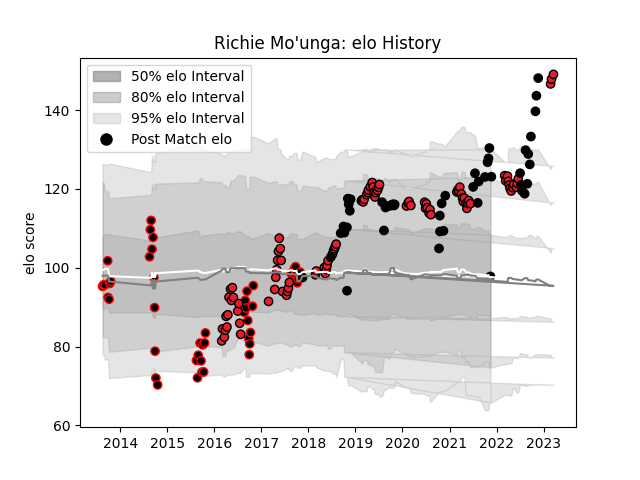 Richie Mo'unga: elo History
50% elo Interval
80% elo Interval
95% elo Interval
Post Match elo
elo score
140
120
100
80
60
2014 2015 2016 2017 2018 2019 2020 2021 2022 2023